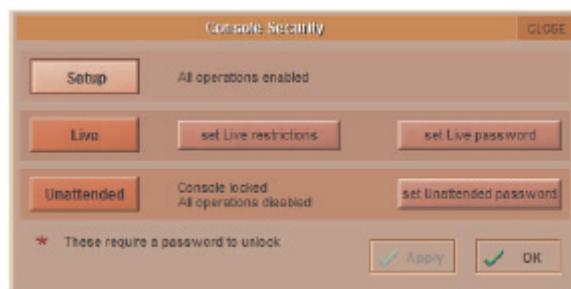 Console Security
CLOSE
Setup
All operations enabled
Live
set Live restrictions
set Live password
Unattended
Console locked
All operations disabled
set Unattended password
* These require a password to unlock
Apply
OK